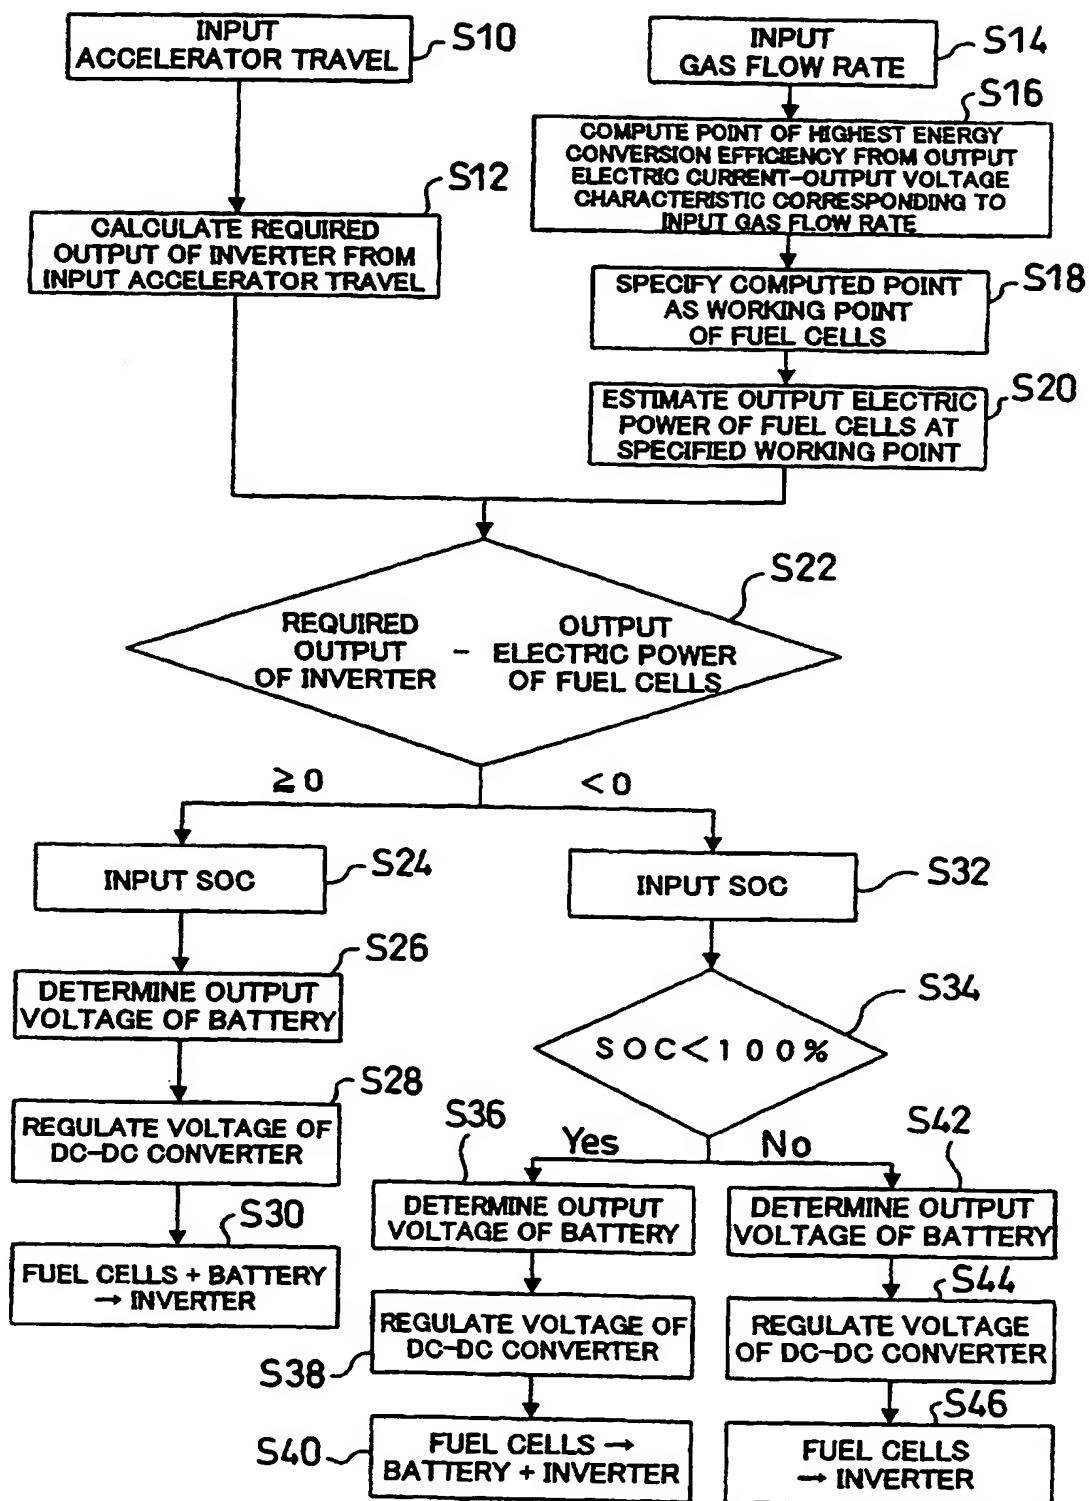 INPUT
ACCELERATOR TRAVEL
S10
INPUT
GAS FLOW RATE
S14
S16
COMPUTE POINT OF HIGHEST ENERGY
CONVERSION EFFICIENCY FROM OUTPUT
ELECTRIC CURRENT-OUTPUT VOLTAGE
CHARACTERISTIC CORRESPONDING TO
INPUT GAS FLOW RATE
S12
CALCULATE REQUIRED
OUTPUT OF INVERTER FROM
INPUT ACCELERATOR TRAVEL
SPECIFY COMPUTED POINT
AS WORKING POINT
OF FUEL CELLS
S18
ESTIMATE OUTPUT ELECTRIC
POWER OF FUEL CELLS AT
SPECIFIED WORKING POINT
S20
S22
REQUIRED
OUTPUT
OF INVERTER
–
OUTPUT
ELECTRIC POWER
OF FUEL CELLS
≧0
<0
INPUT SOC
S24
INPUT SOC
S32
S26
DETERMINE OUTPUT
VOLTAGE OF BATTERY
S34
SOC<100%
S28
REGULATE VOLTAGE OF
DC-DC CONVERTER
Yes
No
S36
DETERMINE OUTPUT
VOLTAGE OF BATTERY
S42
DETERMINE OUTPUT
VOLTAGE OF BATTERY
S30
FUEL CELLS + BATTERY
→ INVERTER
REGULATE VOLTAGE OF
DC-DC CONVERTER
S38
S44
REGULATE VOLTAGE
OF DC-DC CONVERTER
S40
FUEL CELLS →
BATTERY + INVERTER
S46
FUEL CELLS
→ INVERTER